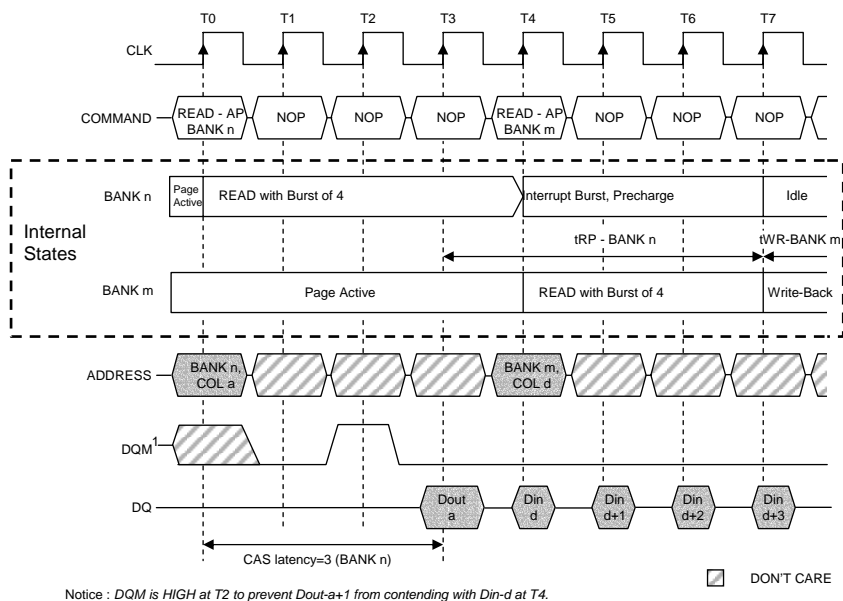 T0 T1 T2 T3 T4 T5 T6 T7
CLK
COMMAND
READ - AP
BANK n
NOP
NOP
NOP
READ - AP
BANK m
NOP
NOP
NOP
Internal
States
BANK n
Page
Active
READ with Burst of 4
Interrupt Burst, Precharge
Idle
tRP - BANK n
tWR-BANK m
BANK m
Page Active
READ with Burst of 4
Write-Back
ADDRESS
BANK n,
COL a
BANK m,
COL d
DQM1
DQ
Dout
a
Din
d
Din
d+1
Din
d+2
Din
d+3
CAS latency=3 (BANK n)
DON'T CARE
Notice : DQM is HIGH at T2 to prevent Dout-a+1 from contending with Din-d at T4.